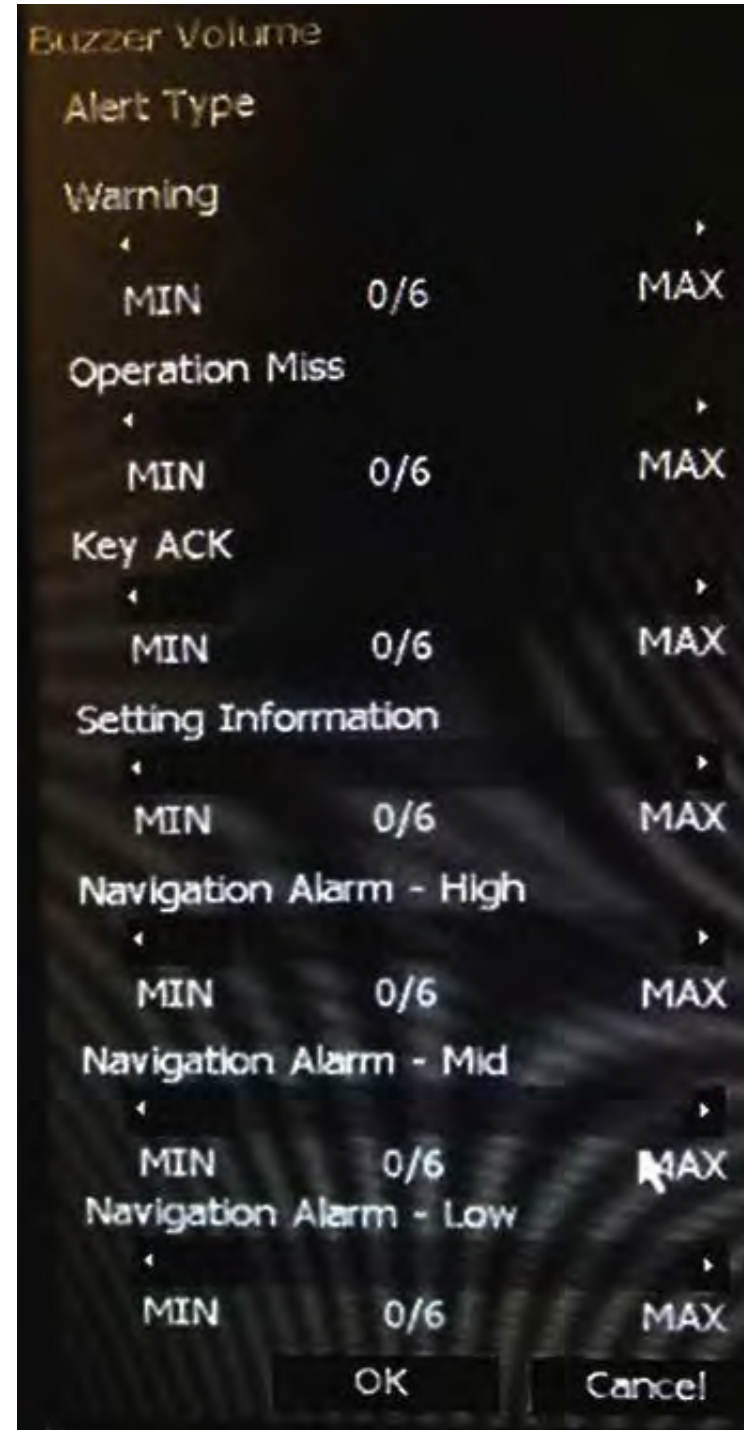 Buzzer Volume
Alert Type
Warning
MIN 0/6 MAX
Operation Miss
MIN 0/6 MAX
Key ACK
MIN 0/6 MAX
Setting Information
MIN 0/6 MAX
Navigation Alarm - High
MIN 0/6 MAX
Navigation Alarm - Mid
MIN 0/6 MAX
Navigation Alarm - Low
MIN 0/6 MAX
OK Cancel